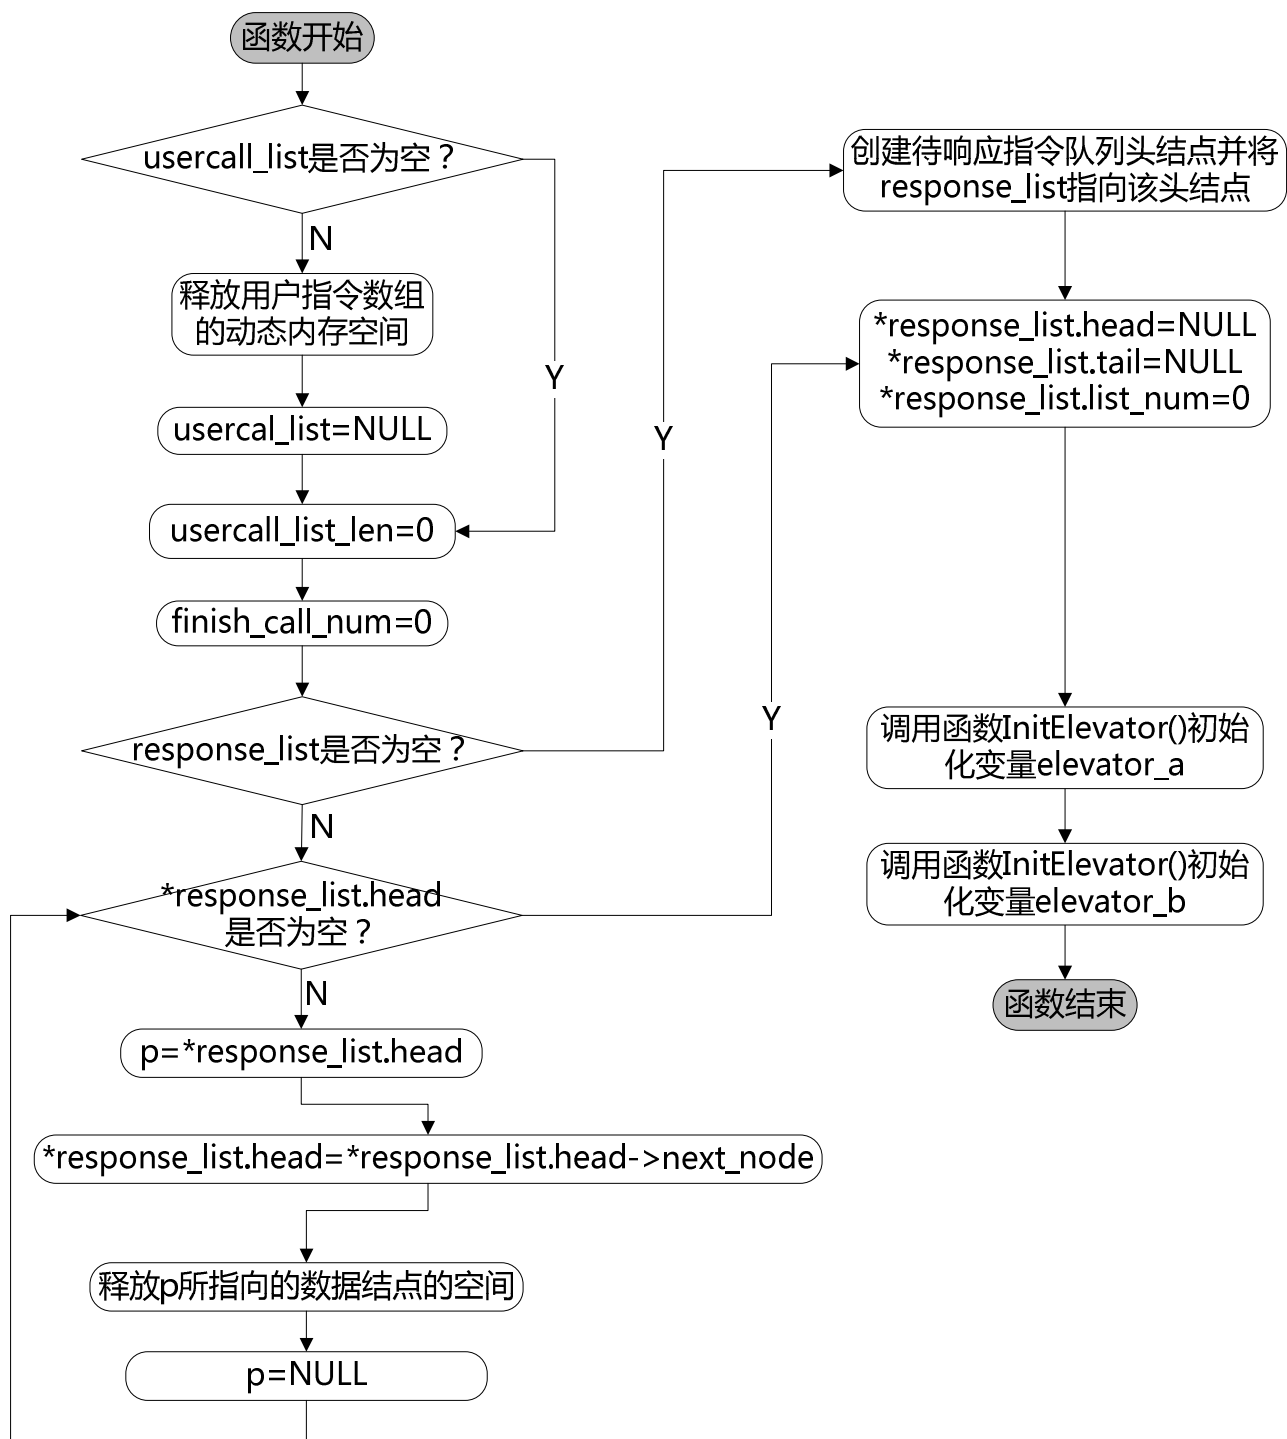 函数开始
usercall_list是否为空？
N
Y
释放用户指令数组
的动态内存空间
usercal_list=NULL
usercall_list_len=0
finish_call_num=0
response_list是否为空？
N
Y
*response_list.head
是否为空？
N
Y
p=*response_list.head
*response_list.head=*response_list.head->next_node
释放p所指向的数据结点的空间
p=NULL
创建待响应指令队列头结点并将
response_list指向该头结点
*response_list.head=NULL
*response_list.tail=NULL
*response_list.list_num=0
调用函数InitElevator()初始
化变量elevator_a
调用函数InitElevator()初始
化变量elevator_b
函数结束